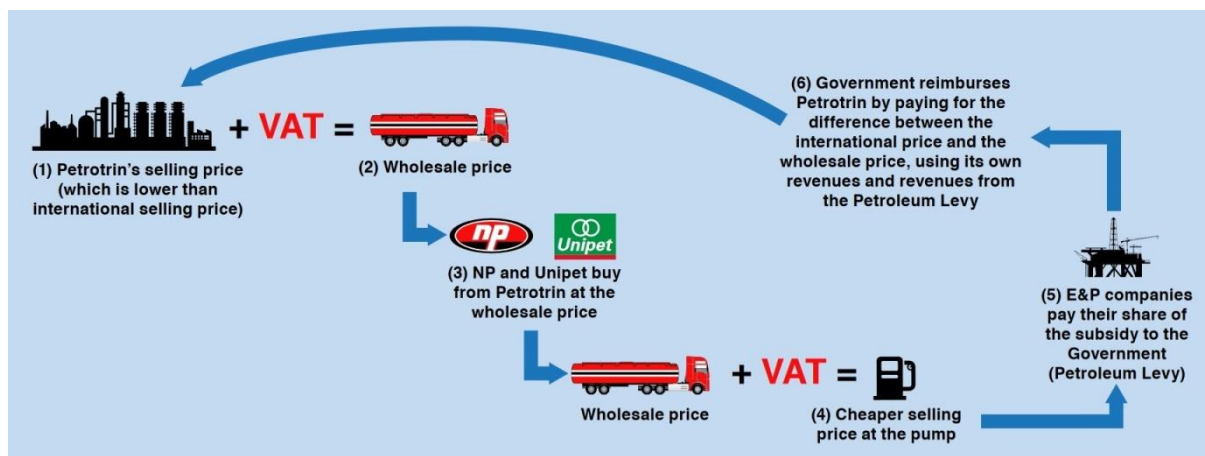 + VAT =
(1) Petrotrin's selling price
(which is lower than
international selling price)
(2) Wholesale price
np
Unipet
(3) NP and Unipet buy
from Petrotrin at the
wholesale price
Wholesale price
+ VAT =
(4) Cheaper selling
price at the pump
(5) E&P companies
pay their share of
the subsidy to the
Government
(Petroleum Levy)
(6) Government reimburses
Petrotrin by paying for the
difference between the
international price and the
wholesale price, using its own
revenues and revenues from
the Petroleum Levy